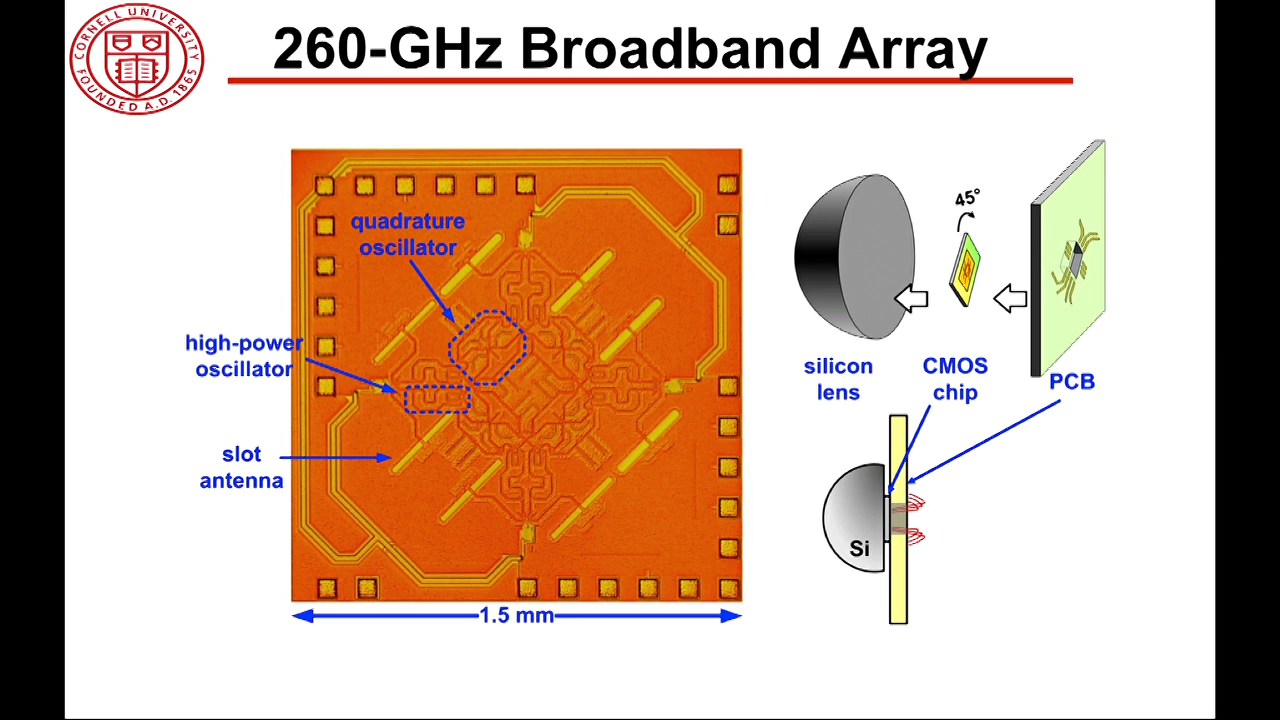 CORNELL UNIVERSITY
FOUNDED A.D. 1865
260-GHz Broadband Array
quadrature
oscillator
high-power
oscillator
slot
antenna
1.5 mm
45°
silicon
lens
CMOS
chip
PCB
Si